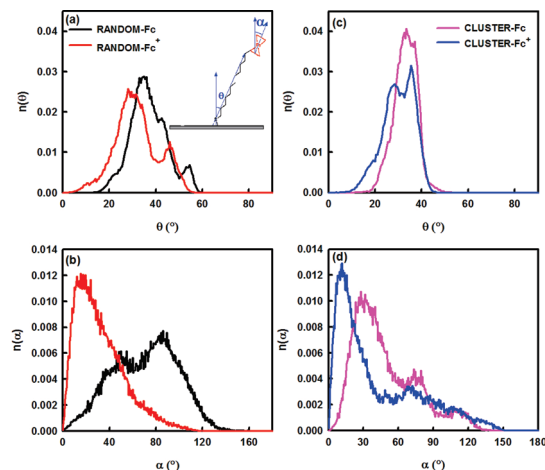 (a)
RANDOM-Fc
RANDOM-Fc+
α
θ
n(θ)
0.04
0.03
0.02
0.01
0.00
0 20 40 60 80
θ (°)
(c)
CLUSTER-Fc
CLUSTER-Fc+
n(θ)
0.04
0.03
0.02
0.01
0.00
0 20 40 60 80
θ (°)
(b)
n(α)
0.014
0.012
0.010
0.008
0.006
0.004
0.002
0.000
0 40 80 120 160
α (°)
(d)
n(α)
0.014
0.012
0.010
0.008
0.006
0.004
0.002
0.000
0 30 60 90 120 150 180
α (°)